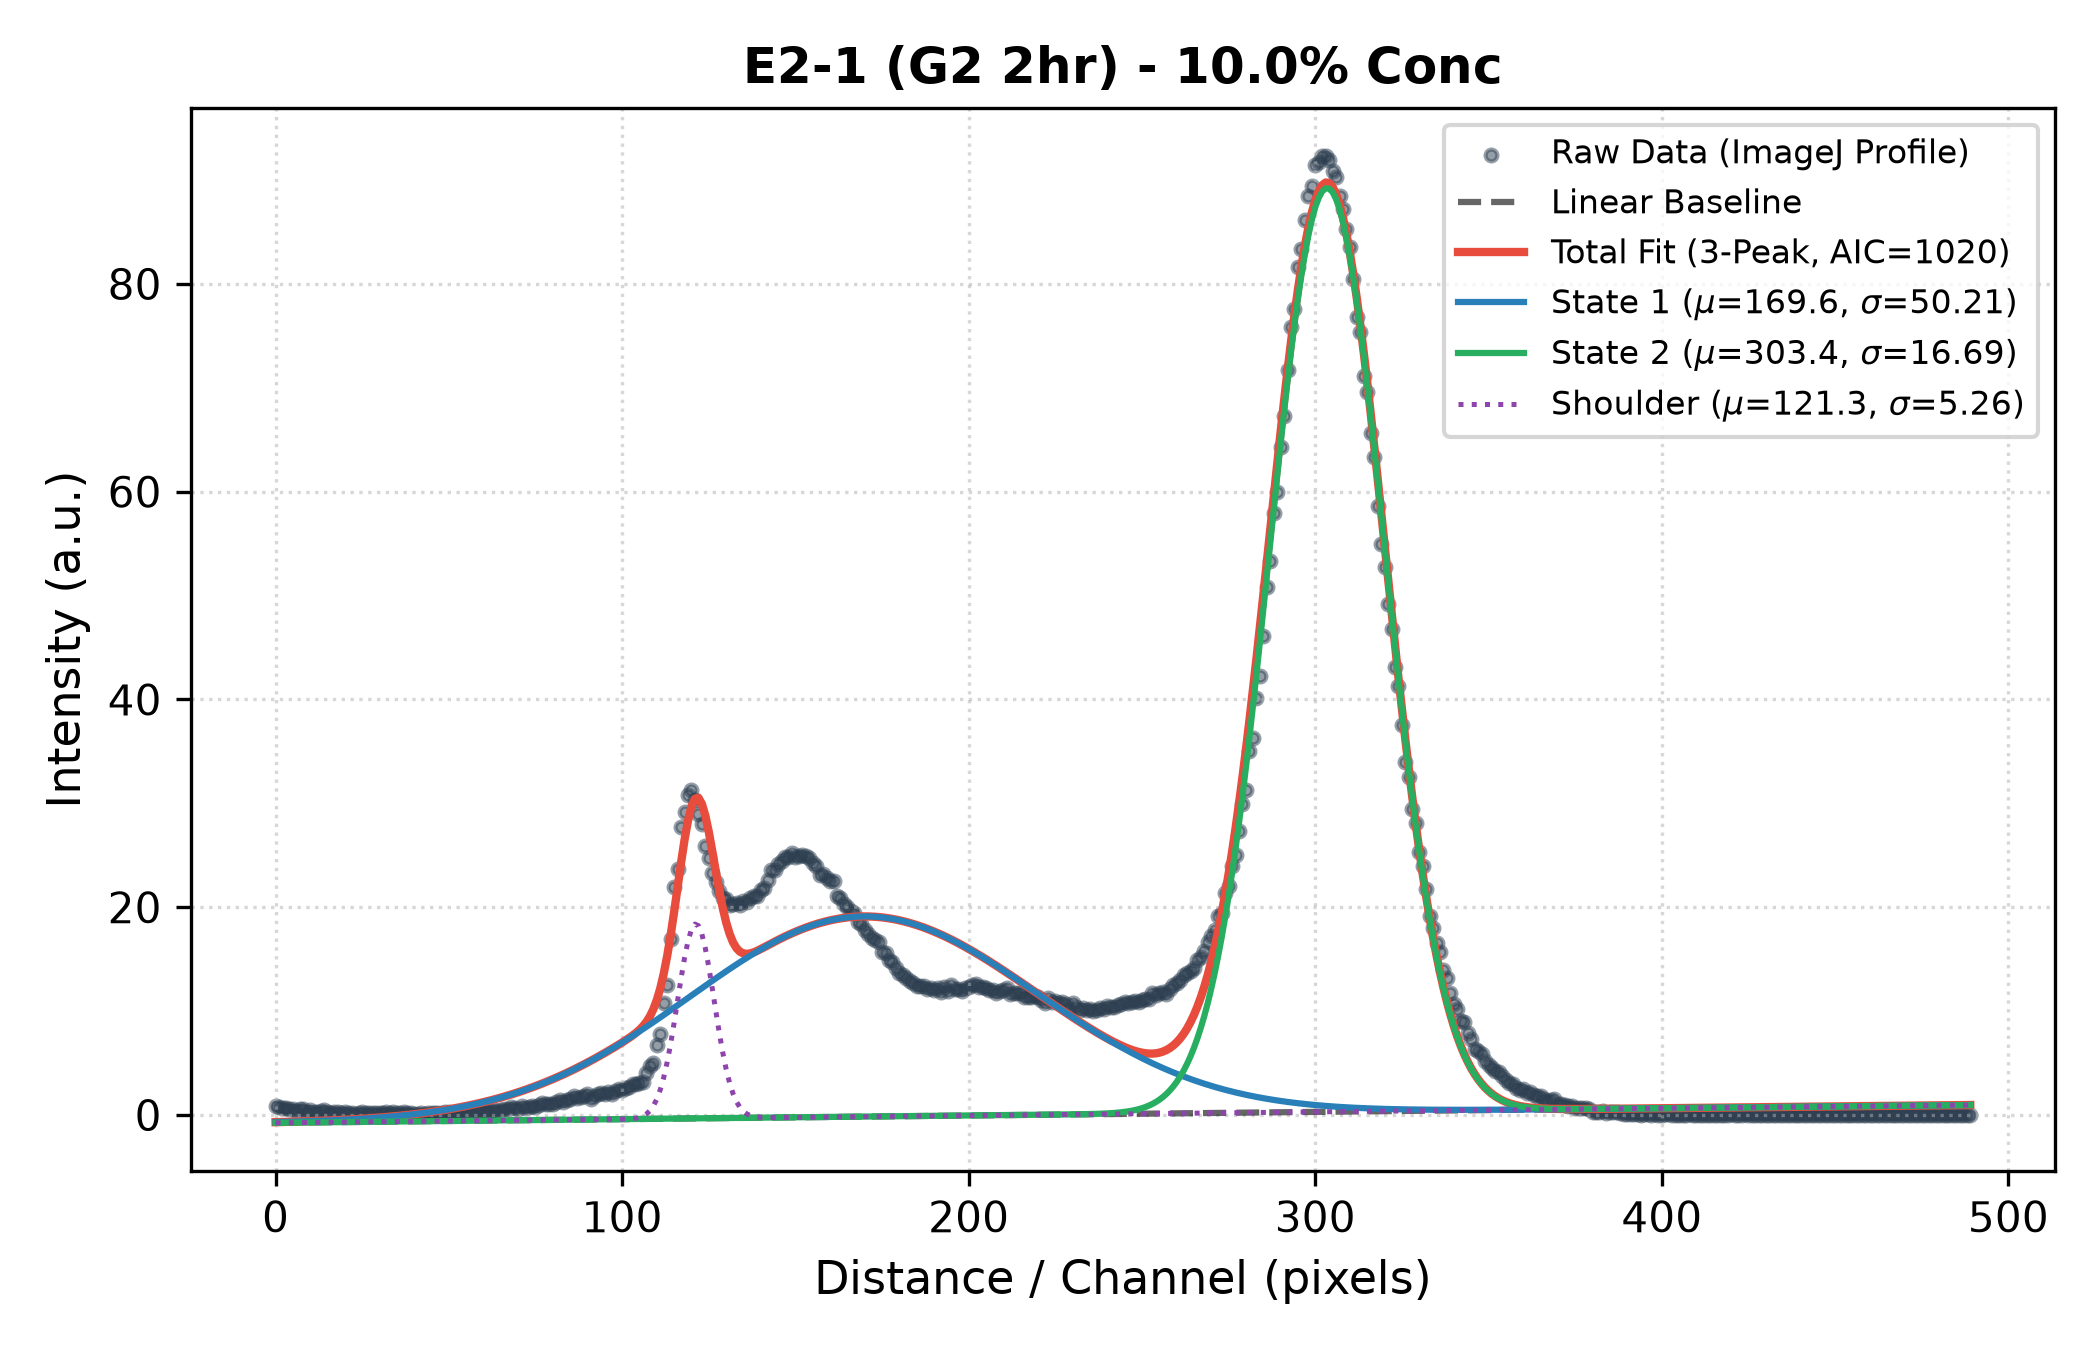 E2-1 (G2 2hr) - 10.0% Conc
Raw Data (ImageJ Profile)
Linear Baseline
Total Fit (3-Peak, AIC=1020)
State 1 (μ=169.6, σ=50.21)
State 2 (μ=303.4, σ=16.69)
Shoulder (μ=121.3, σ=5.26)
Intensity (a.u.)
80
60
40
20
0
0 100 200 300 400 500
Distance / Channel (pixels)